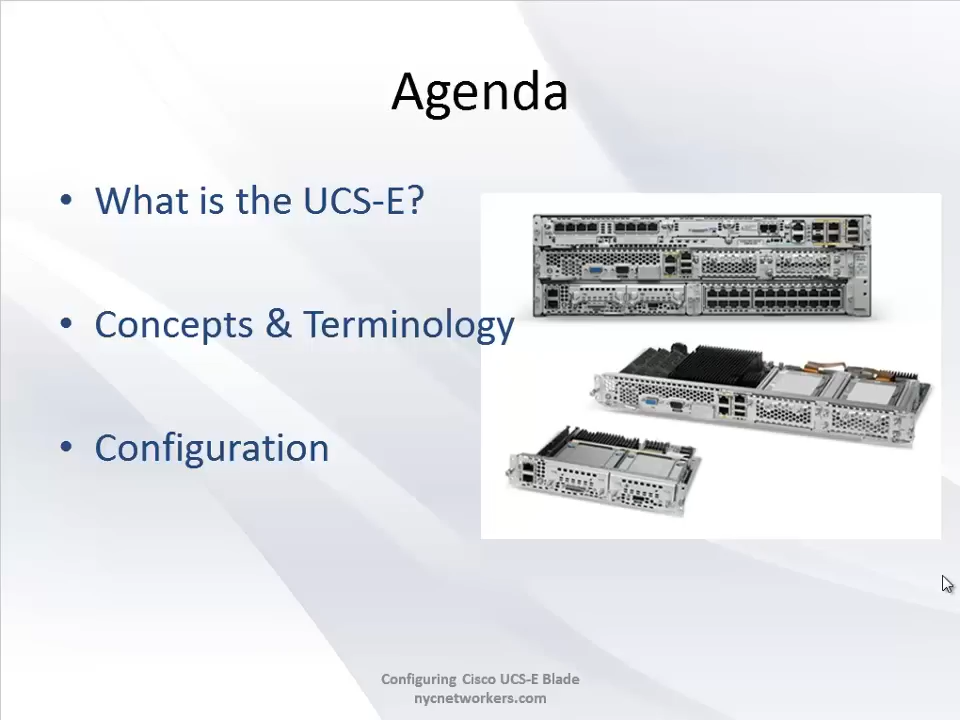 Agenda
• What is the UCS-E?
• Concepts & Terminology
• Configuration
Configuring Cisco UCS-E Blade
nycnetworkers.com